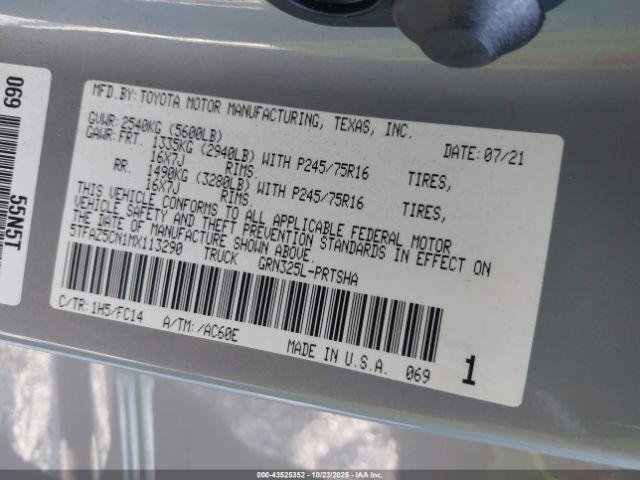 MFD.BY:TOYOTA MOTOR MANUFACTURING, TEXAS, INC.
GVWR:2540KG (5600LB) DATE:07/21
GAWR:FRT. 1335KG (2940LB) WITH P245/75R16 TIRES,
16X7J RIMS.
RR. 1490KG (3280LB) WITH P245/75R16 TIRES,
16X7J RIMS.
THIS VEHICLE CONFORMS TO ALL APPLICABLE FEDERAL MOTOR
VEHICLE SAFETY AND THEFT PREVENTION STANDARDS IN EFFECT ON
THE DATE OF MANUFACTURE SHOWN ABOVE.
5TFAZ5CN1MX113290 TRUCK GRN325L-PRTSHA
C/TR:1H5/FC14 A/TM:/AC60E MADE IN U.S.A. 069 1
069 55N5T
000-43525352 - 10/23/2025 - IAAI.COM